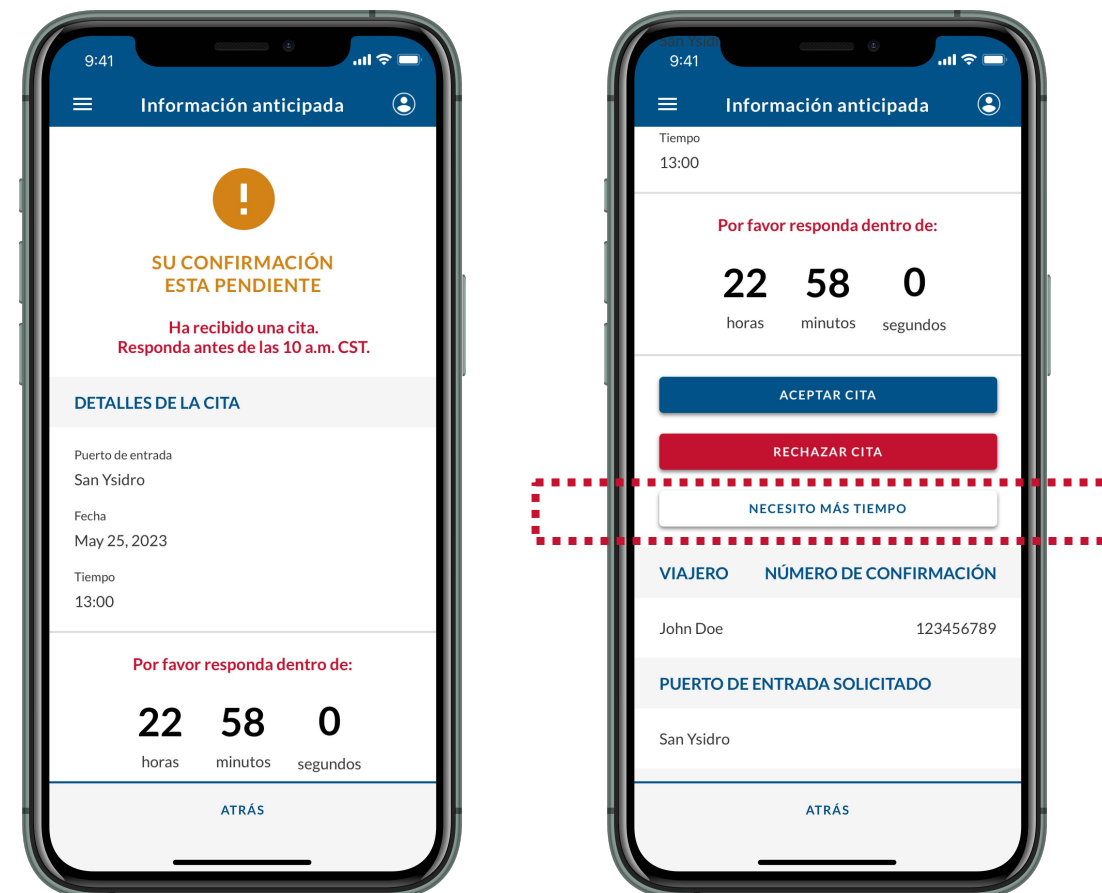 9:41
Información anticipada
SU CONFIRMACIÓN
ESTA PENDIENTE
Ha recibido una cita.
Responda antes de las 10 a.m. CST.
DETALLES DE LA CITA
Puerto de entrada
San Ysidro
Fecha
May 25, 2023
Tiempo
13:00
Por favor responda dentro de:
22 58 0
horas minutos segundos
ATRÁS
San Ysidro
9:41
Información anticipada
Tiempo
13:00
Por favor responda dentro de:
22 58 0
horas minutos segundos
ACEPTAR CITA
RECHAZAR CITA
NECESITO MÁS TIEMPO
VIAJERO NÚMERO DE CONFIRMACIÓN
John Doe 123456789
PUERTO DE ENTRADA SOLICITADO
San Ysidro
ATRÁS